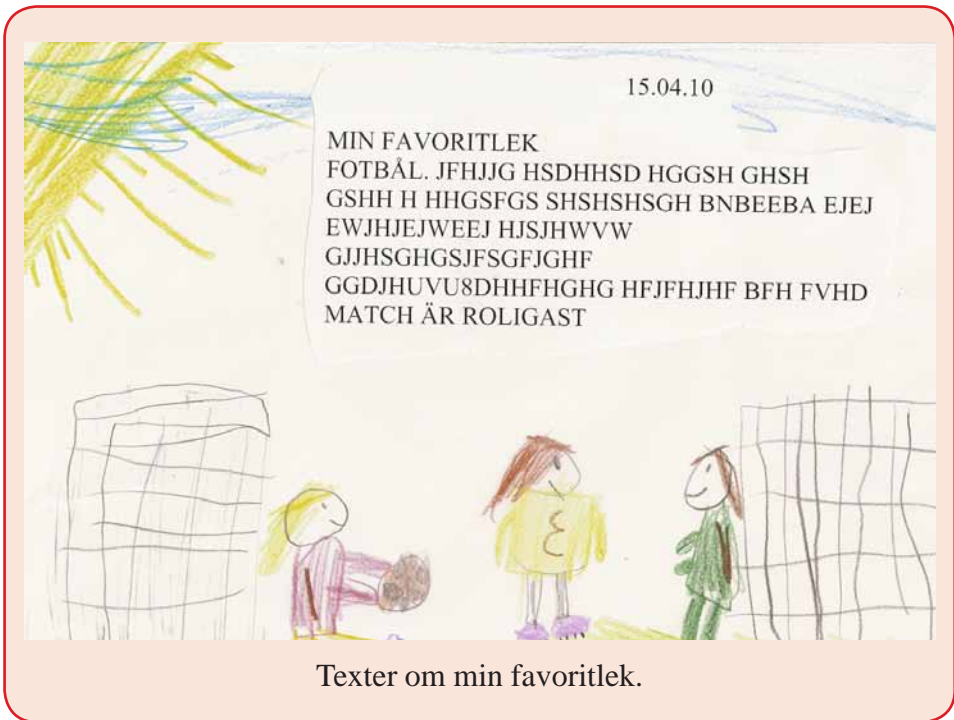 15.04.10
MIN FAVORITLEK
FOTBÅL. JFHJJG HSDHHSD HGGSH GHSH
GSHH H HHGSFGS SHSHSHSGH BNBEEBA EJEJ
EWJHJEJWEEJ HJSJHWVW
GJJHSGHGSJFSGFJGHF
GGDJHUVU8DHHFHGHG HFJFHJHF BFH FVHD
MATCH ÄR ROLIGAST
Texter om min favoritlek.